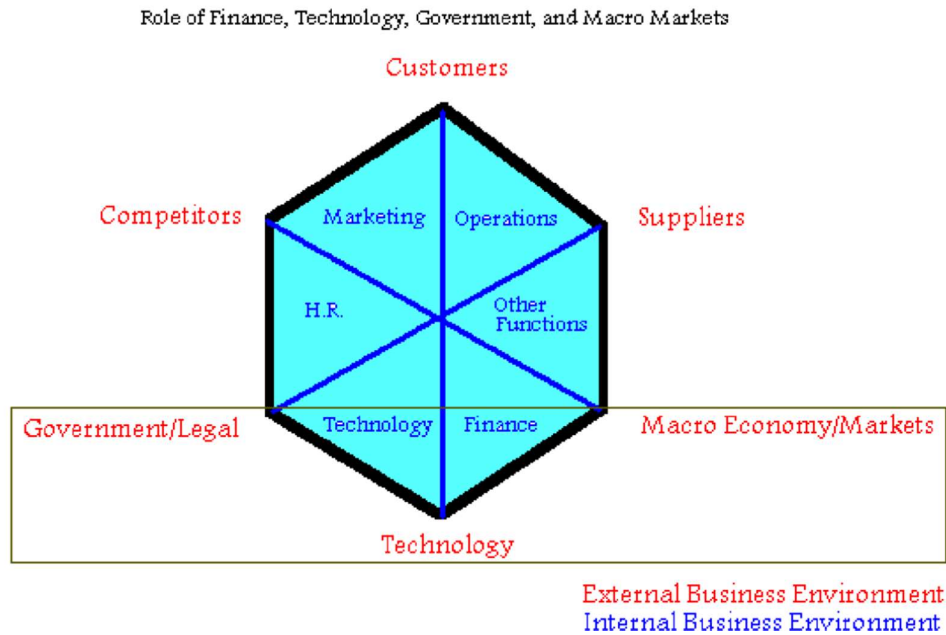 Role of Finance, Technology, Government, and Macro Markets
Customers
Competitors
Marketing
Operations
Suppliers
H.R.
Other
Functions
Government/Legal
Technology
Finance
Macro Economy/Markets
Technology
External Business Environment
Internal Business Environment